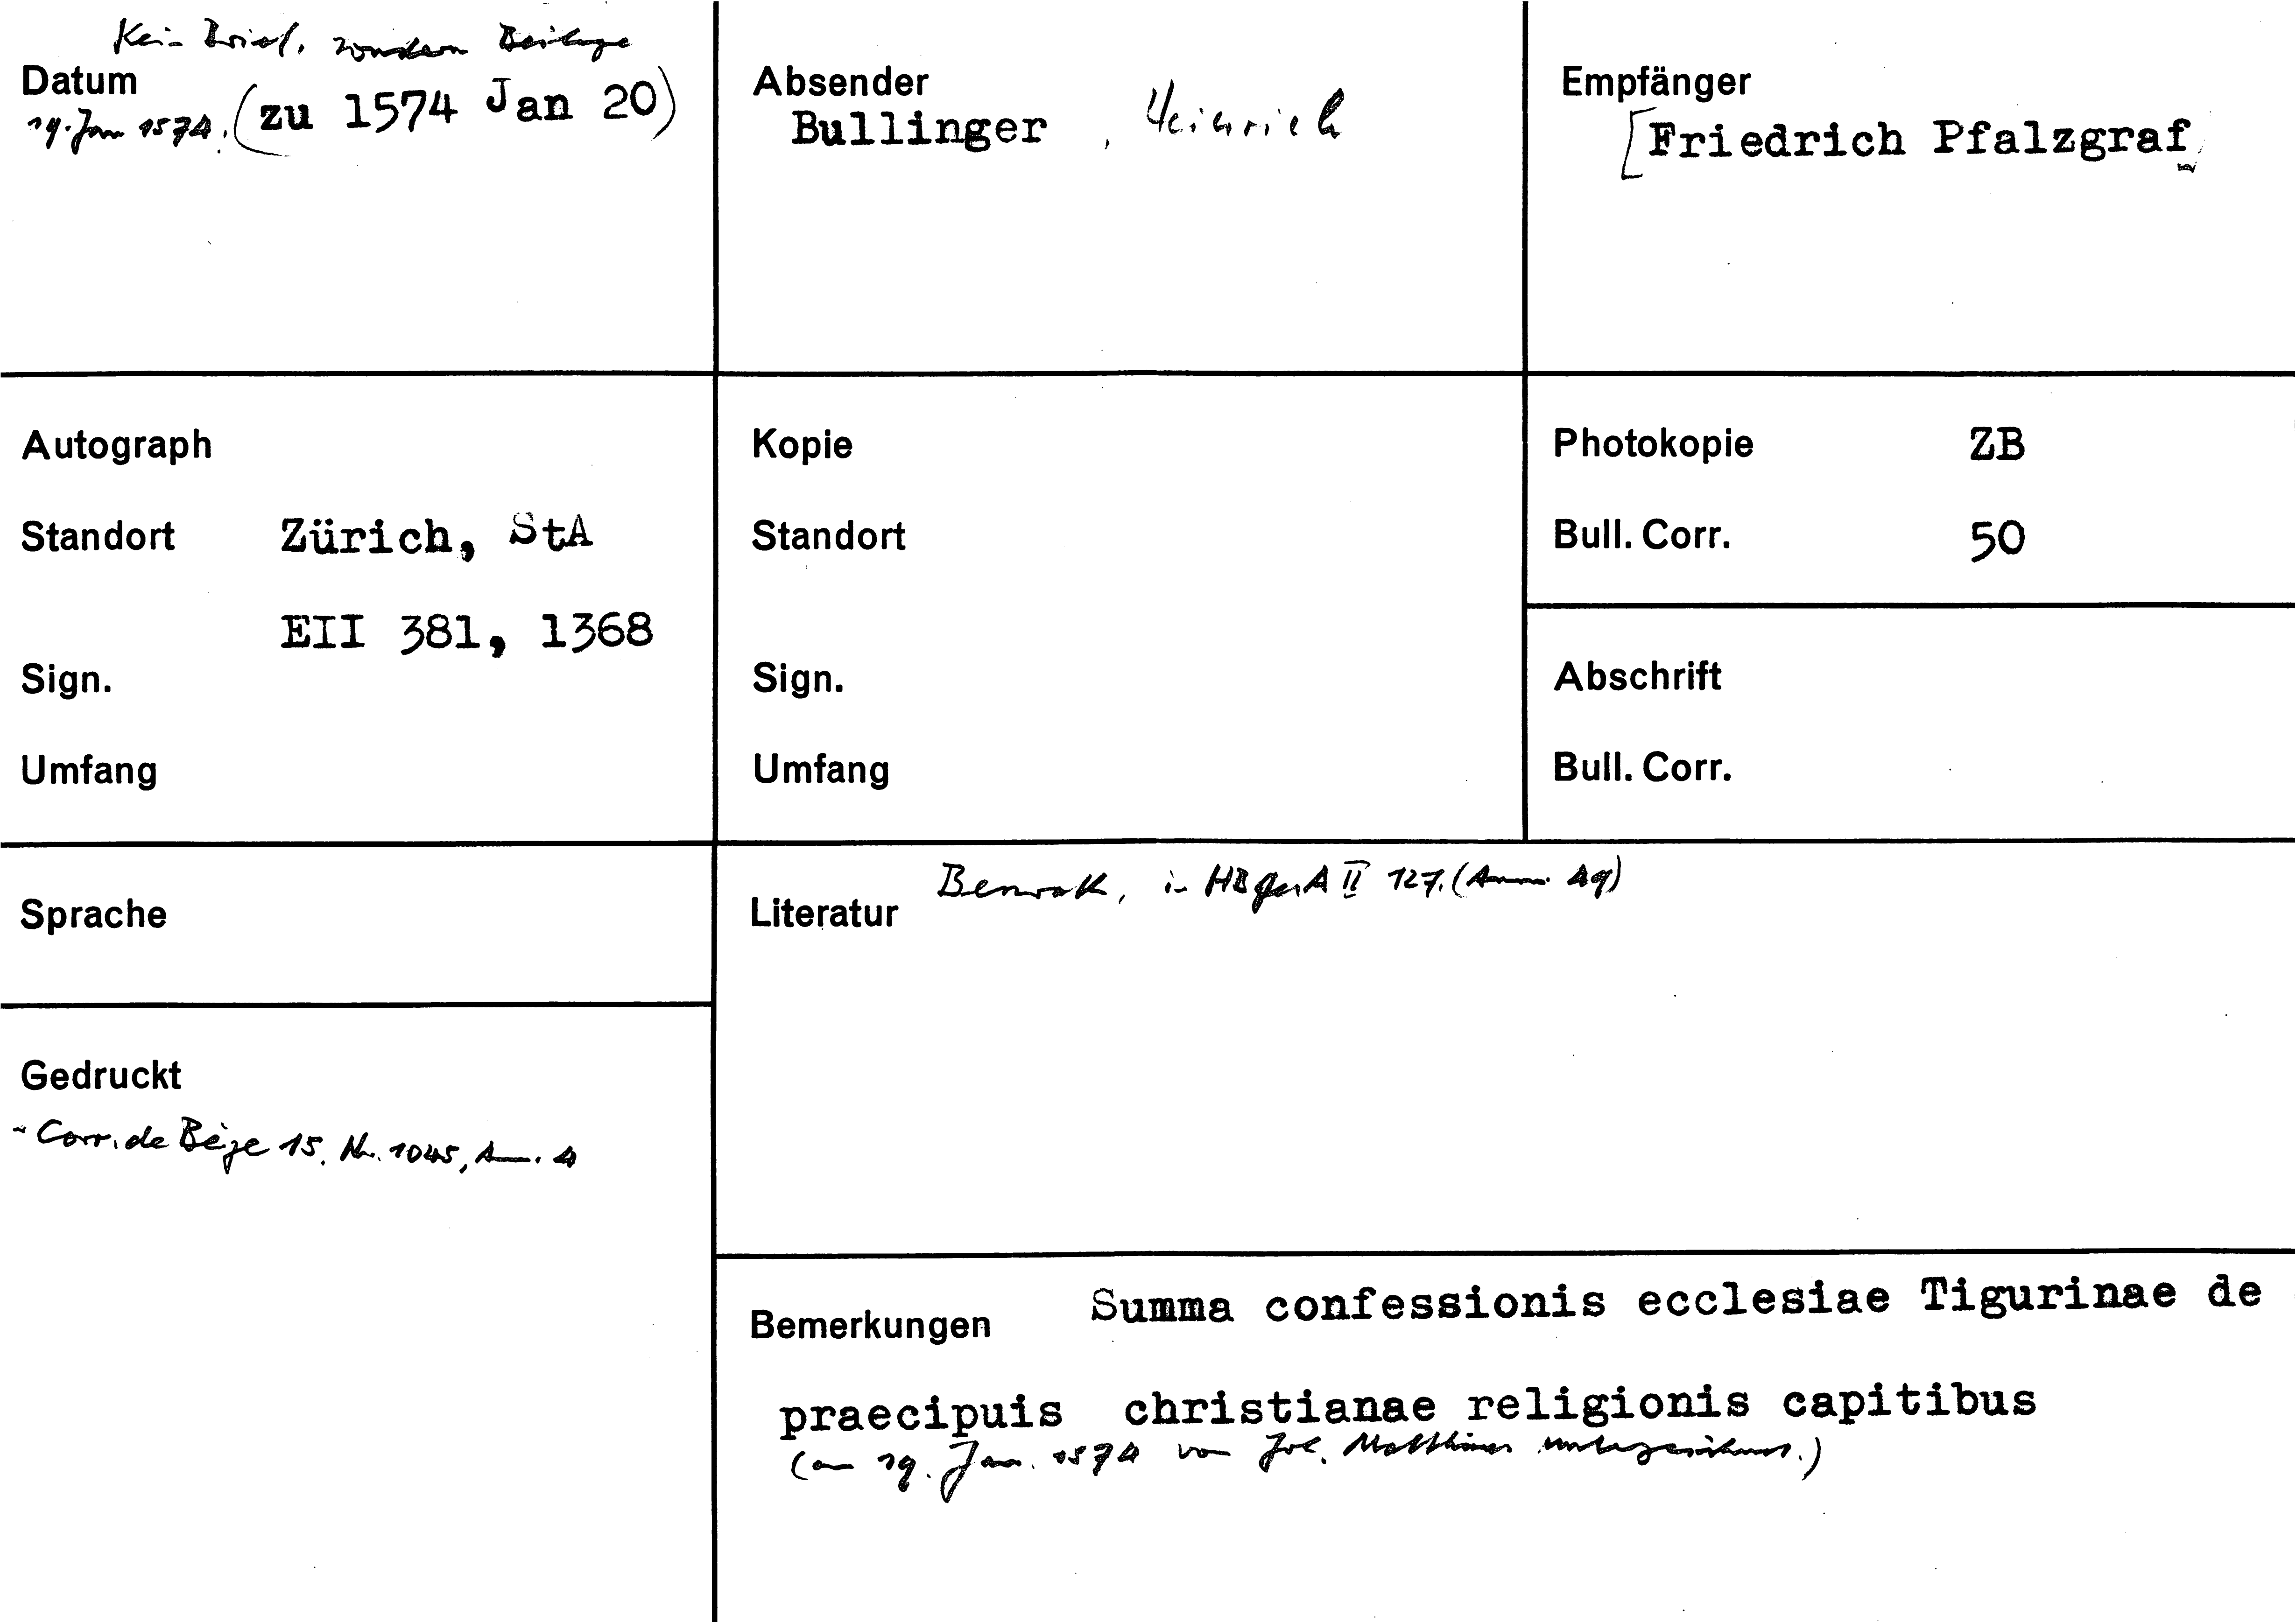 Kein Brief, sondern Beilage
Datum
19. Jan 1574. (zu 1574 Jan 20)
Absender
Bullinger, Heinrich
Empfänger
[Friedrich Pfalzgraf]
Autograph
Standort Zürich, StA
EII 381, 1368
Sign.
Umfang
Kopie
Standort
Sign.
Umfang
Photokopie ZB
Bull. Corr. 50
Abschrift
Bull. Corr.
Sprache
Literatur Benrath, in HBGesA II 127. (Anm. 49)
Gedruckt
- Corr. de Bèze 15, Nr. 1045, Anm. 4
Bemerkungen Summa confessionis ecclesiae Tigurinae de
praecipuis christianae religionis capitibus
(am 19. Jan. 1574 von Joh. unterzeichnet.)